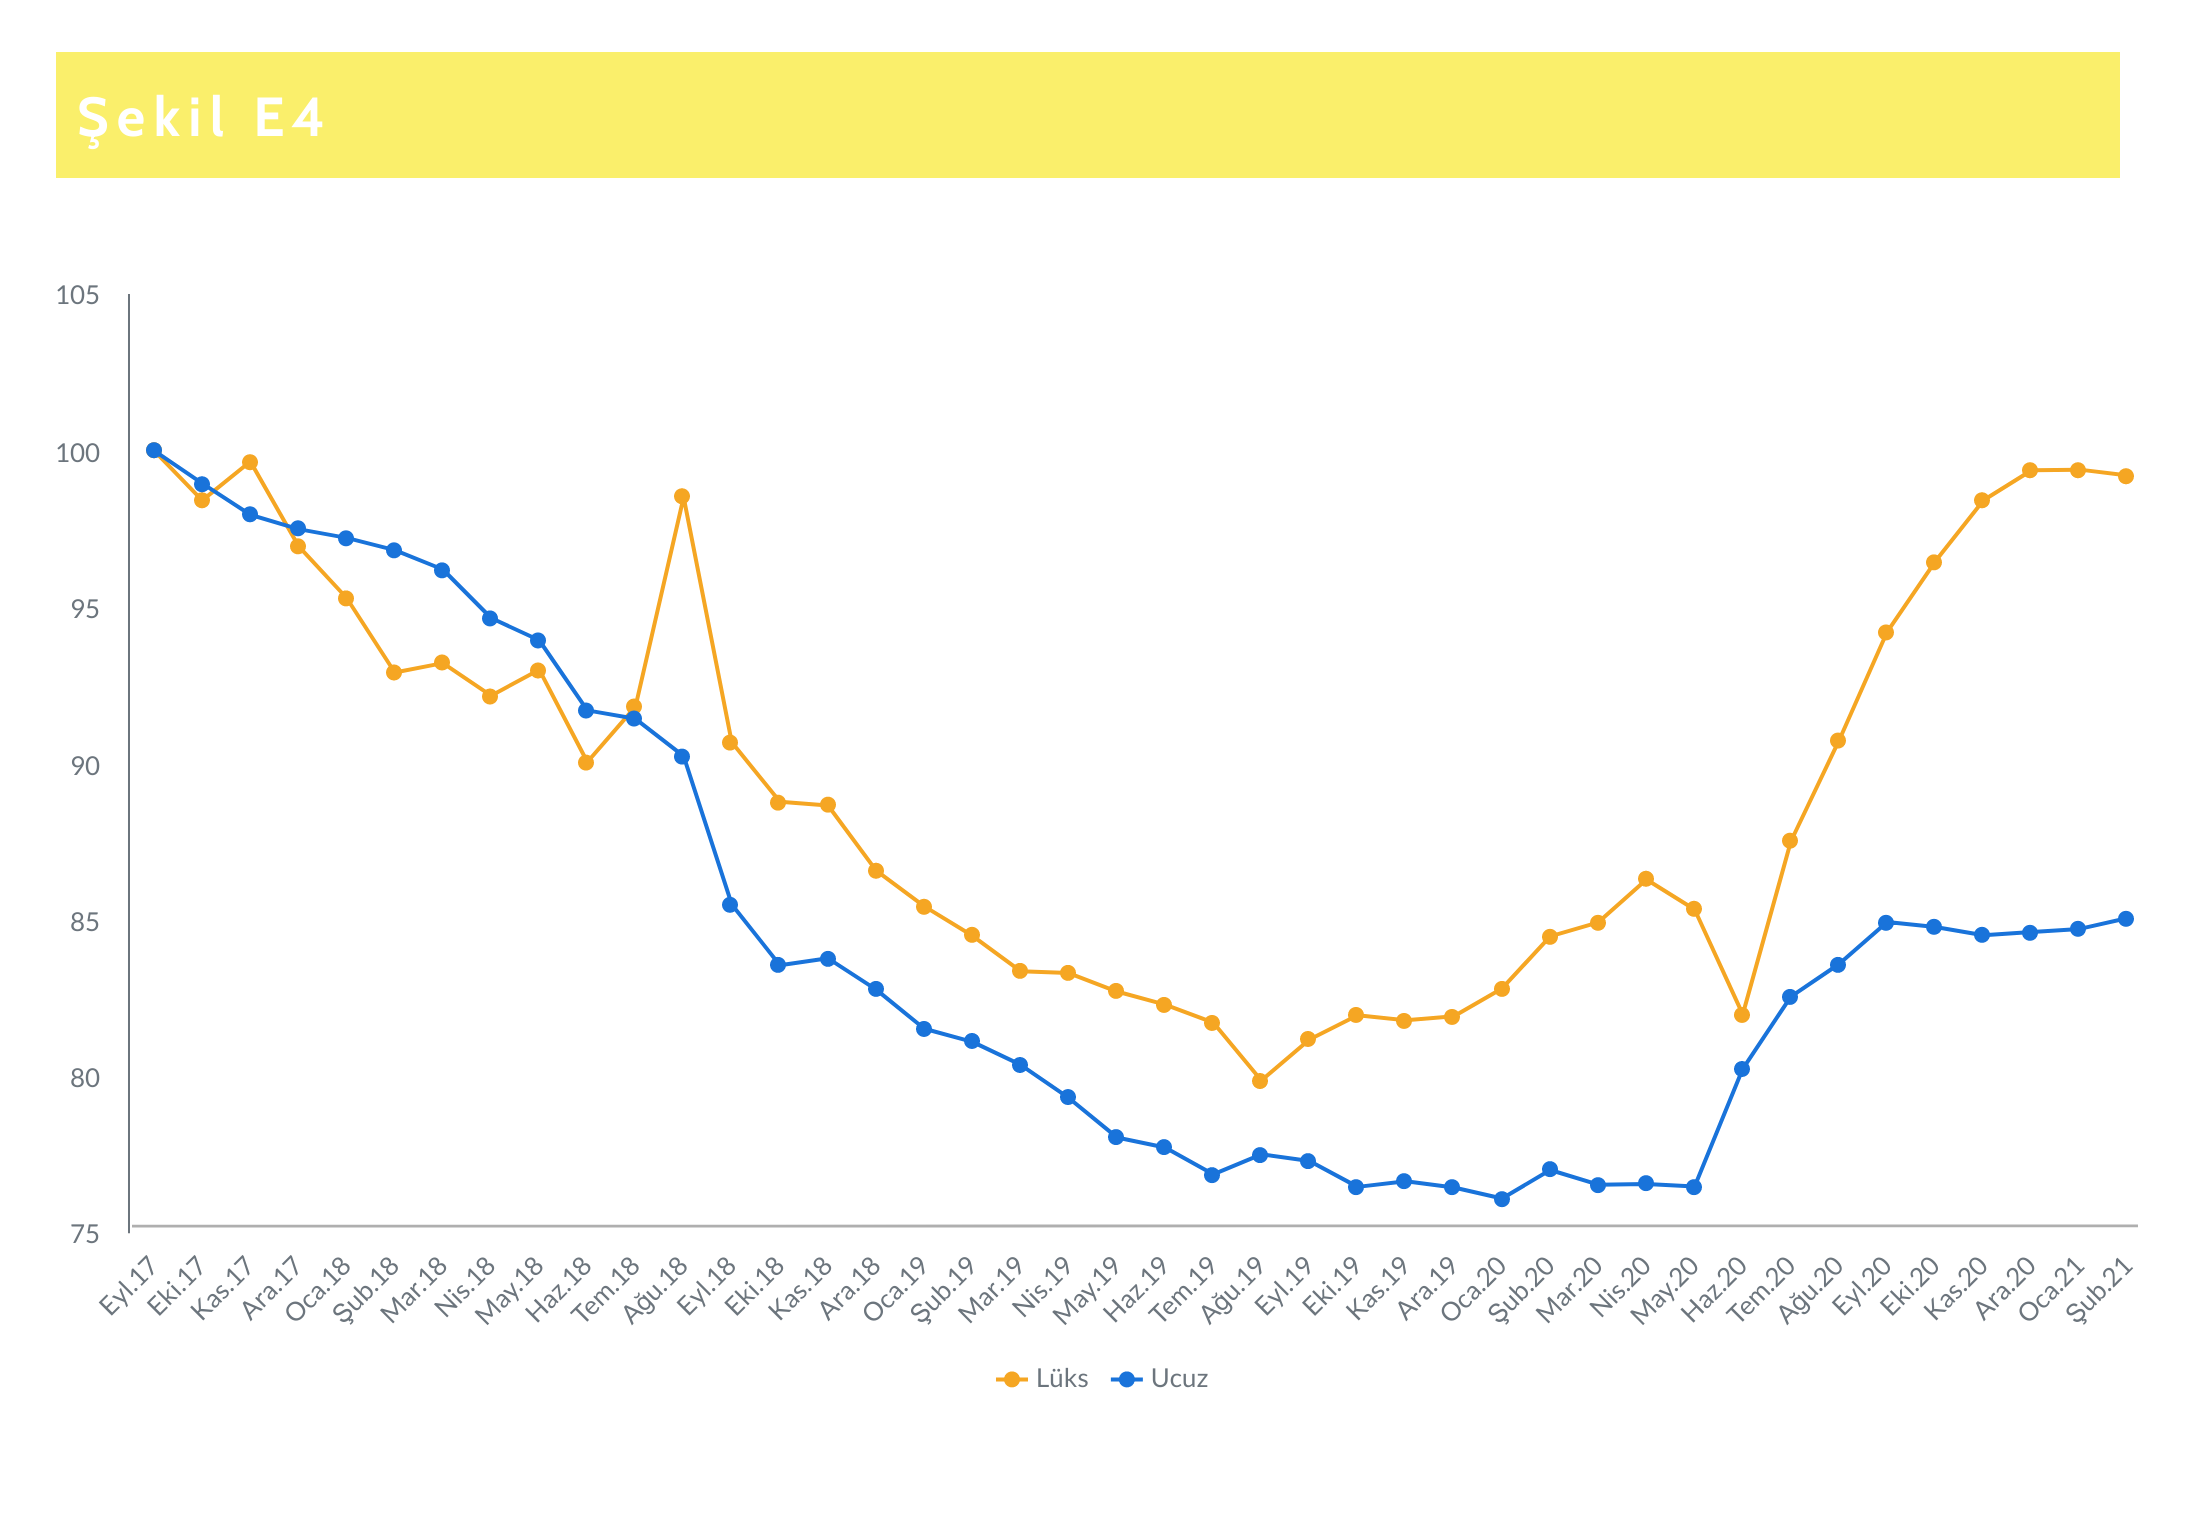 Şekil E4
105
100
95
90
85
80
75
Eyl.17
Eki.17
Kas.17
Ara.17
Oca.18
Şub.18
Mar.18
Nis.18
May.18
Haz.18
Tem.18
Ağu.18
Eyl.18
Eki.18
Kas.18
Ara.18
Oca.19
Şub.19
Mar.19
Nis.19
May.19
Haz.19
Tem.19
Ağu.19
Eyl.19
Eki.19
Kas.19
Ara.19
Oca.20
Şub.20
Mar.20
Nis.20
May.20
Haz.20
Tem.20
Ağu.20
Eyl.20
Eki.20
Kas.20
Ara.20
Oca.21
Şub.21
Lüks Ucuz